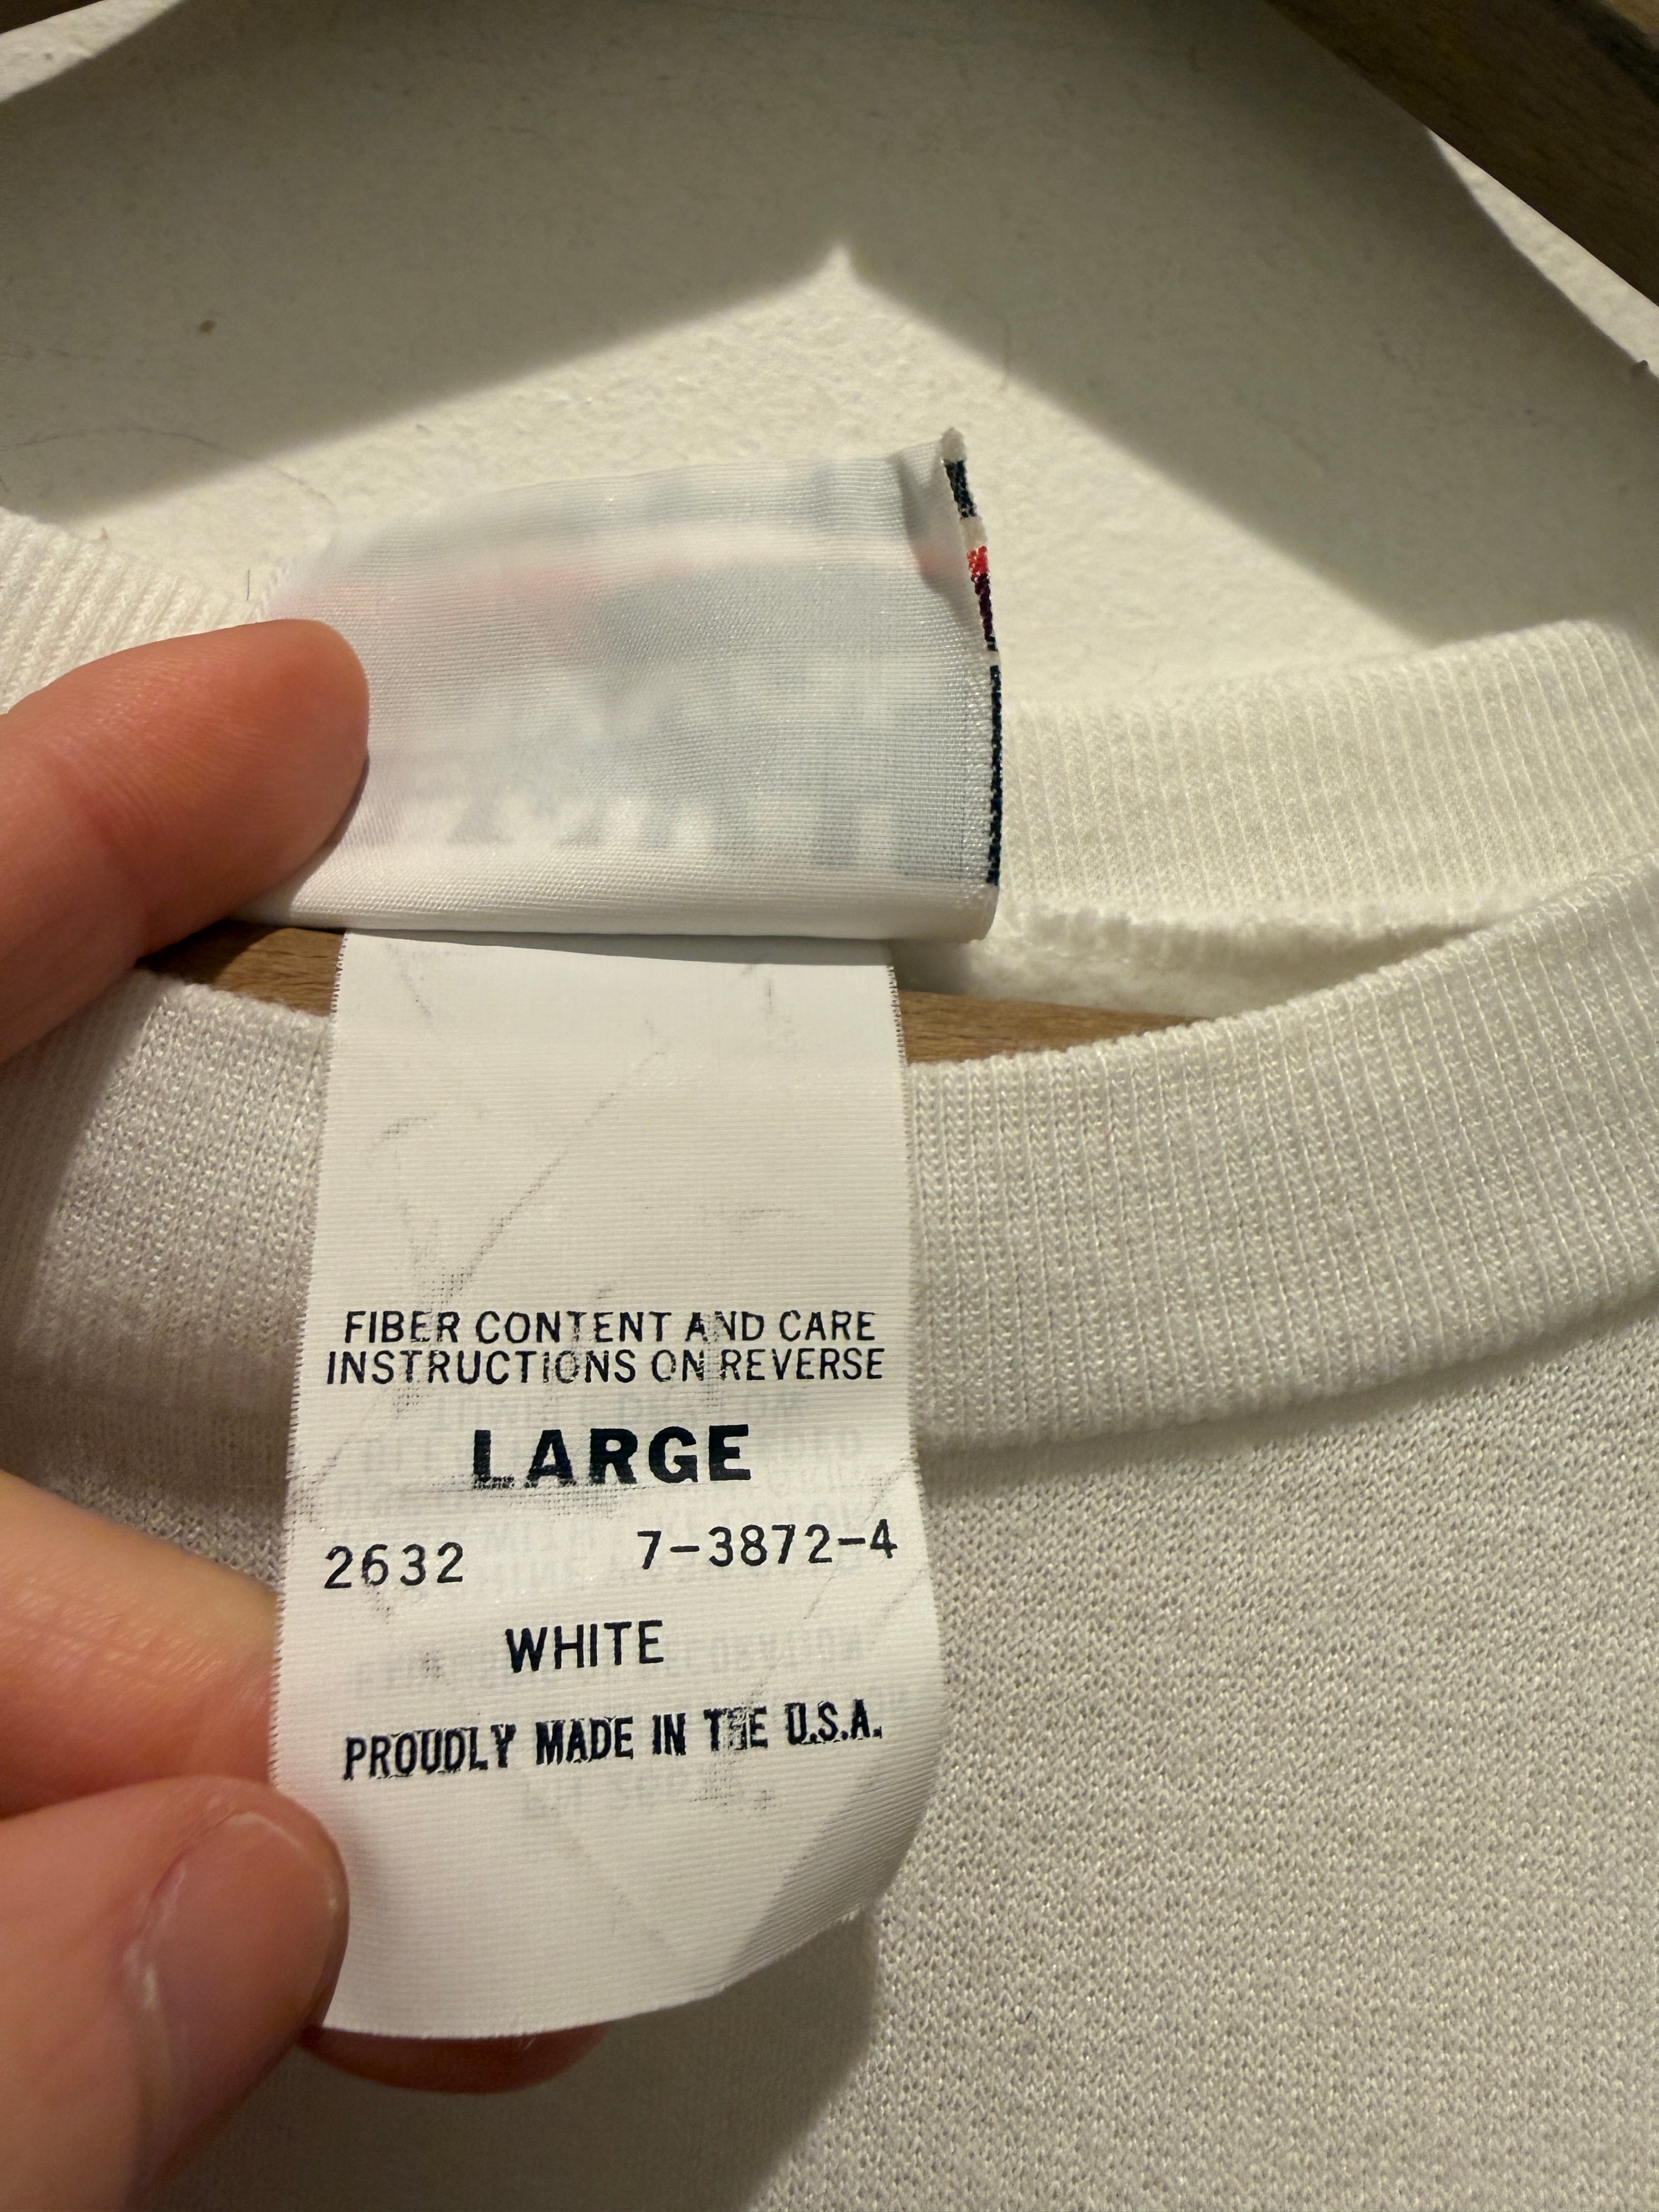 FIBER CONTENT AND CARE
INSTRUCTIONS ON REVERSE
LARGE
2632 7-3872-4
WHITE
PROUDLY MADE IN THE U.S.A.